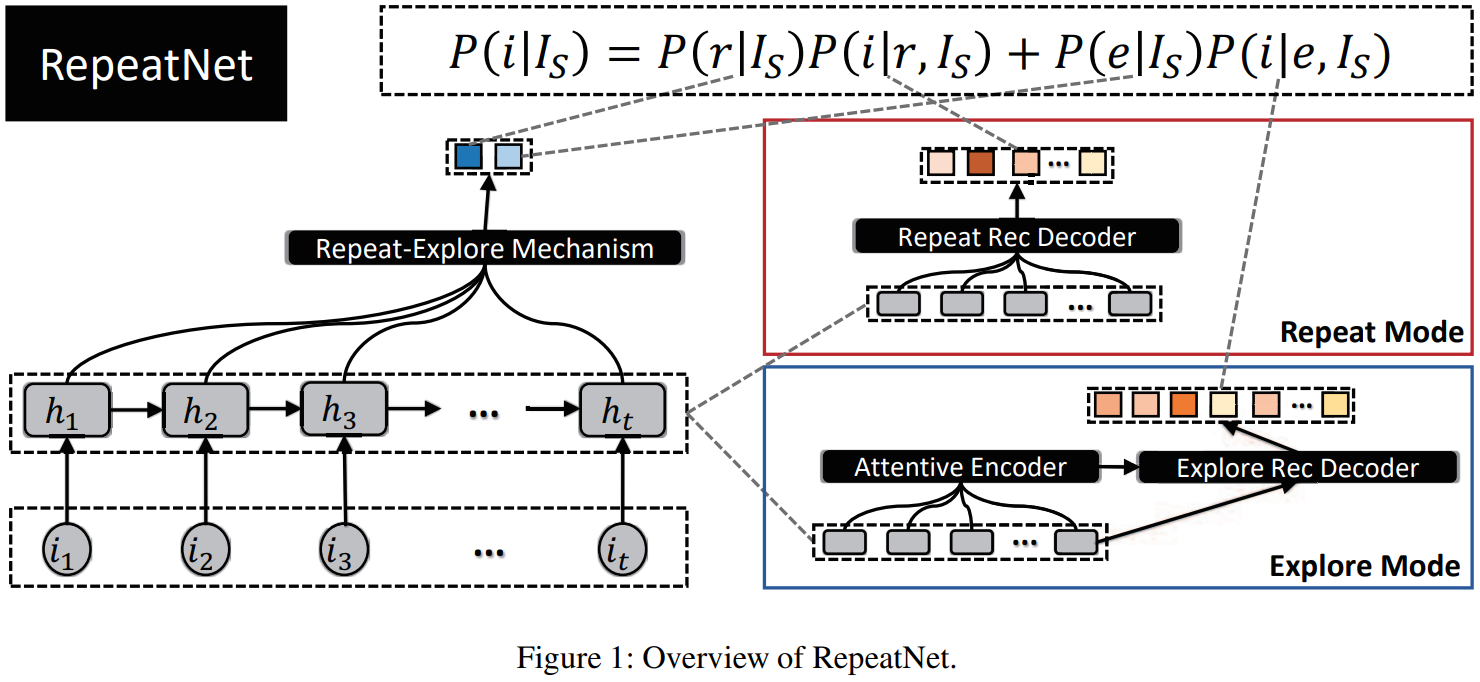 RepeatNet
P(i|I_S) = P(r|I_S)P(i|r, I_S) + P(e|I_S)P(i|e, I_S)
Repeat-Explore Mechanism
h_1 h_2 h_3 ... h_t
i_1 i_2 i_3 ... i_t
...
Repeat Rec Decoder
...
Repeat Mode
...
Attentive Encoder
Explore Rec Decoder
...
Explore Mode
Figure 1: Overview of RepeatNet.